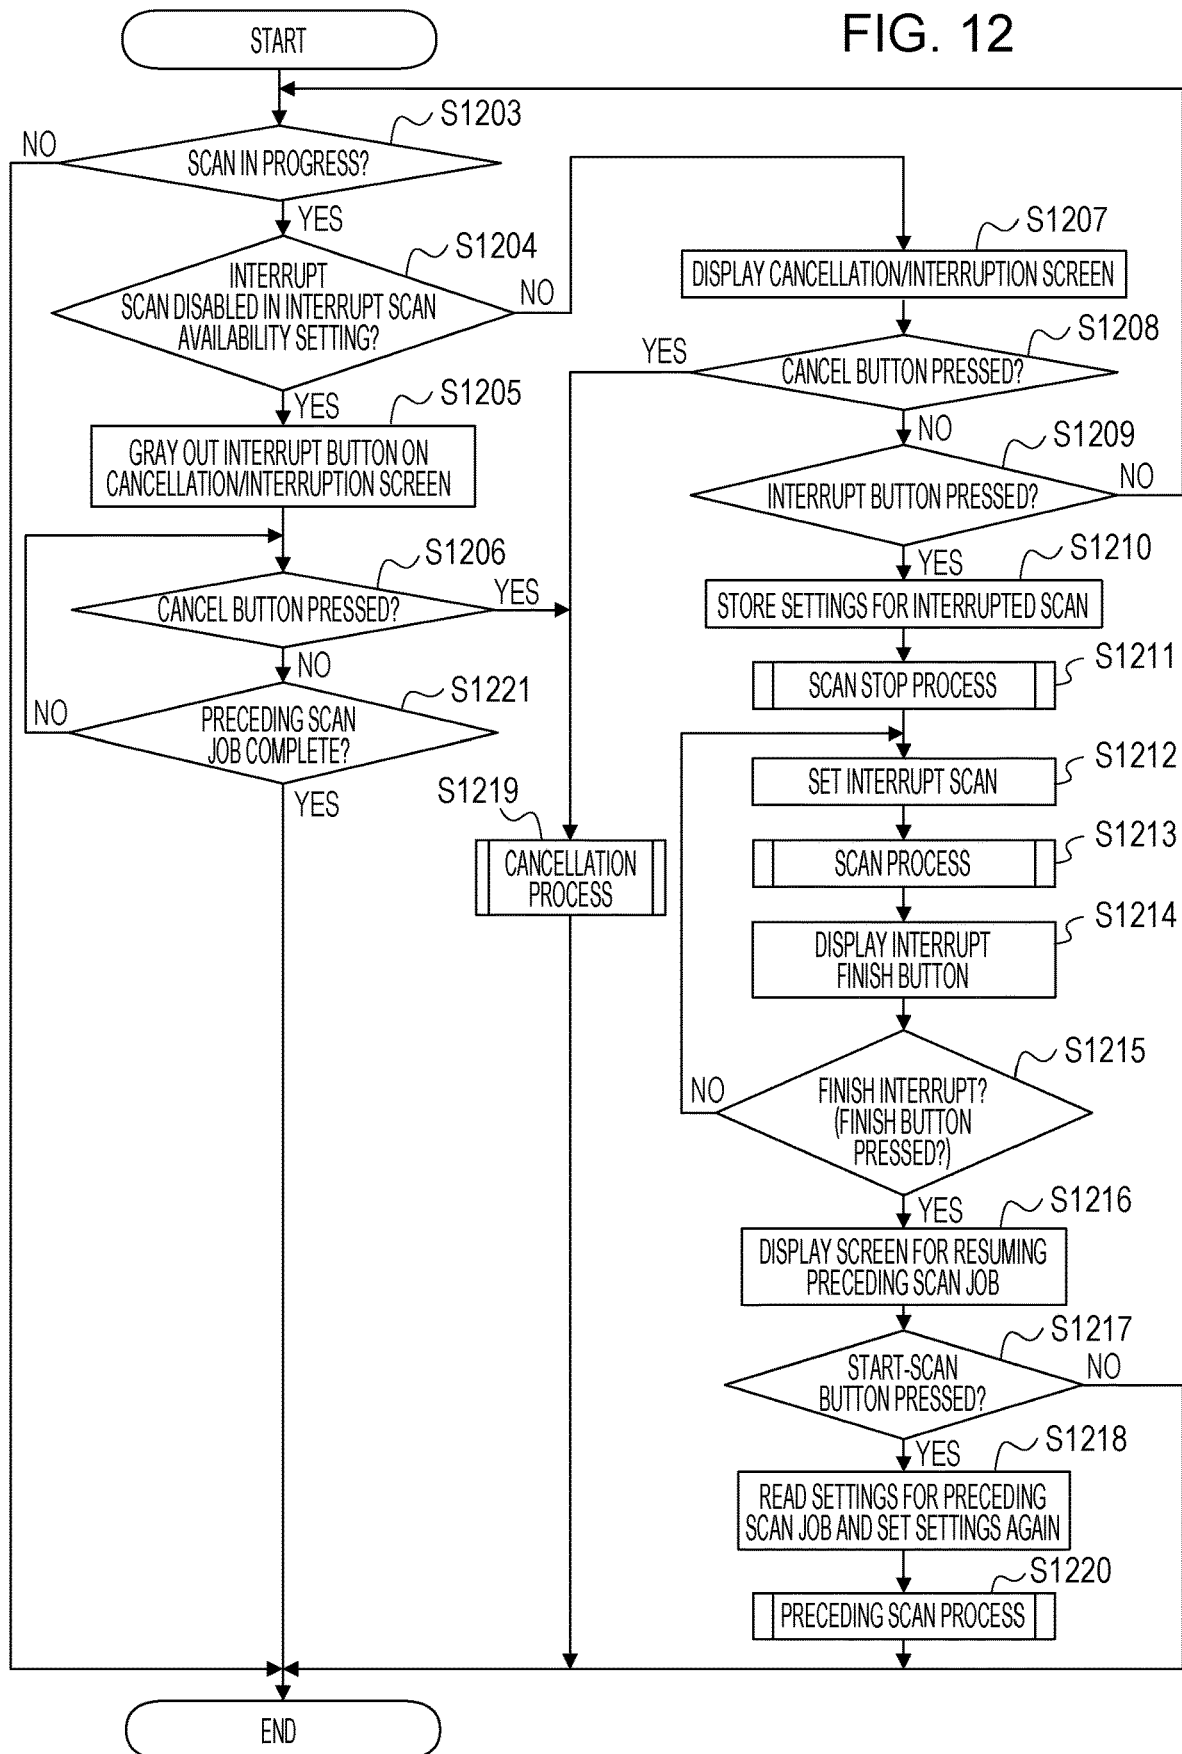 FIG. 12
START
S1203
NO
SCAN IN PROGRESS?
YES
S1204
INTERRUPT
SCAN DISABLED IN INTERRUPT SCAN
AVAILABILITY SETTING?
NO
YES
S1205
GRAY OUT INTERRUPT BUTTON ON
CANCELLATION/INTERRUPTION SCREEN
S1206
CANCEL BUTTON PRESSED?
YES
NO
S1221
NO
PRECEDING SCAN
JOB COMPLETE?
YES
S1219
CANCELLATION
PROCESS
S1207
DISPLAY CANCELLATION/INTERRUPTION SCREEN
S1208
YES
CANCEL BUTTON PRESSED?
NO
S1209
INTERRUPT BUTTON PRESSED?
NO
YES
S1210
STORE SETTINGS FOR INTERRUPTED SCAN
S1211
SCAN STOP PROCESS
S1212
SET INTERRUPT SCAN
S1213
SCAN PROCESS
S1214
DISPLAY INTERRUPT
FINISH BUTTON
S1215
NO
FINISH INTERRUPT?
(FINISH BUTTON
PRESSED?)
YES
S1216
DISPLAY SCREEN FOR RESUMING
PRECEDING SCAN JOB
S1217
START-SCAN
BUTTON PRESSED?
NO
YES
S1218
READ SETTINGS FOR PRECEDING
SCAN JOB AND SET SETTINGS AGAIN
S1220
PRECEDING SCAN PROCESS
END